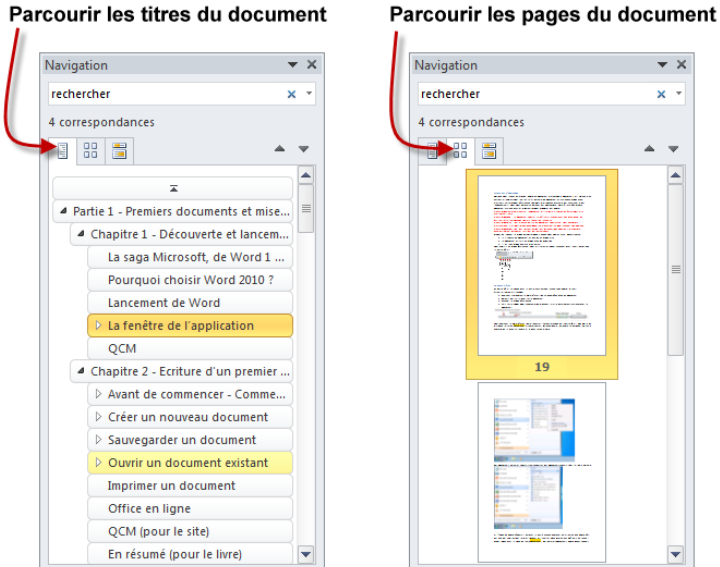 Parcourir les titres du document
Navigation
rechercher
4 correspondances
Partie 1 - Premiers documents et mise...
Chapitre 1 - Découverte et lancem...
La saga Microsoft, de Word 1 ...
Pourquoi choisir Word 2010 ?
Lancement de Word
La fenêtre de l'application
QCM
Chapitre 2 - Ecriture d'un premier ...
Avant de commencer - Comme...
Créer un nouveau document
Sauvegarder un document
Ouvrir un document existant
Imprimer un document
Office en ligne
QCM (pour le site)
En résumé (pour le livre)
Parcourir les pages du document
Navigation
rechercher
4 correspondances
19